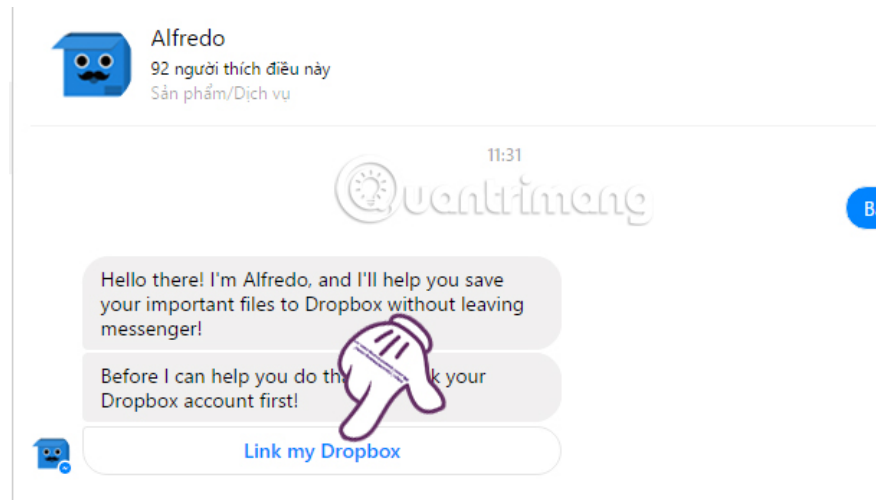 Alfredo
92 người thích điều này
Sản phẩm/Dịch vụ
11:31
Quantrimang
Hello there! I'm Alfredo, and I'll help you save
your important files to Dropbox without leaving
messenger!
Before I can help you do your
Dropbox account first!
Link my Dropbox